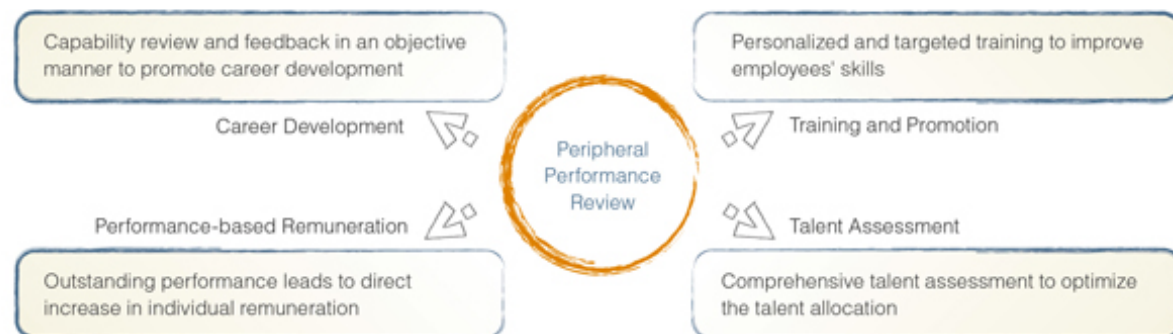 Capability review and feedback in an objective
manner to promote career development
Career Development
Personalized and targeted training to improve
employees' skills
Training and Promotion
Peripheral
Performance
Review
Performance-based Remuneration
Outstanding performance leads to direct
increase in individual remuneration
Talent Assessment
Comprehensive talent assessment to optimize
the talent allocation